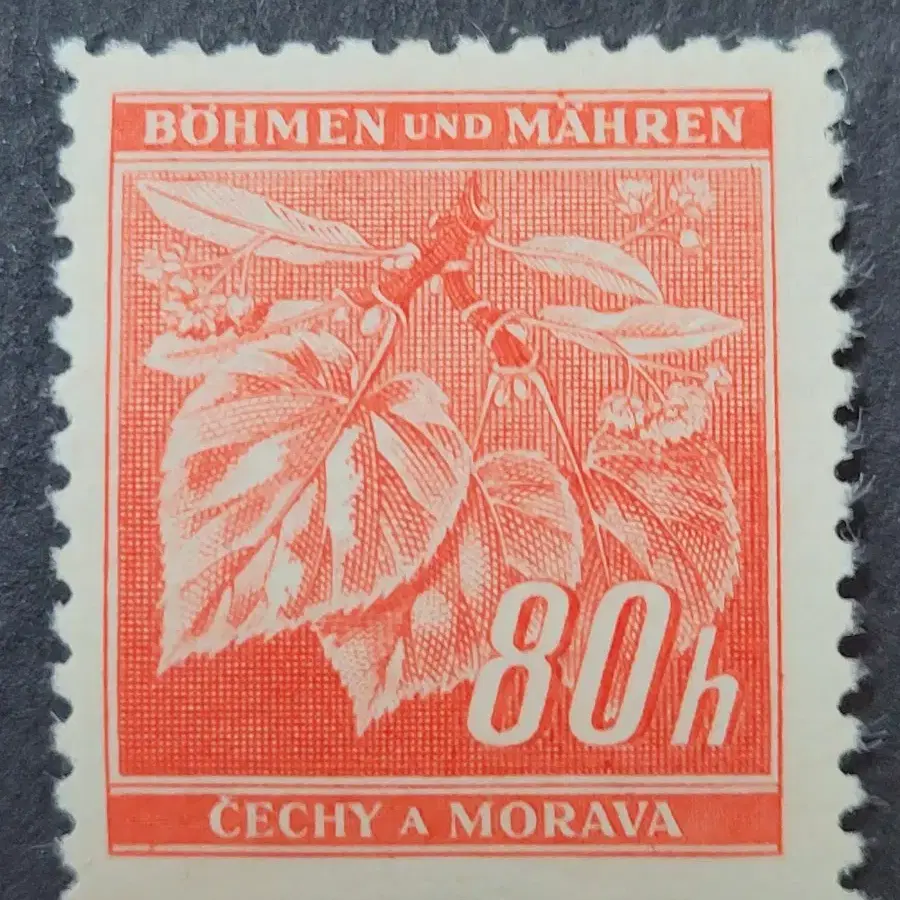 BÖHMEN UND MÄHREN
80h
ČECHY A MORAVA